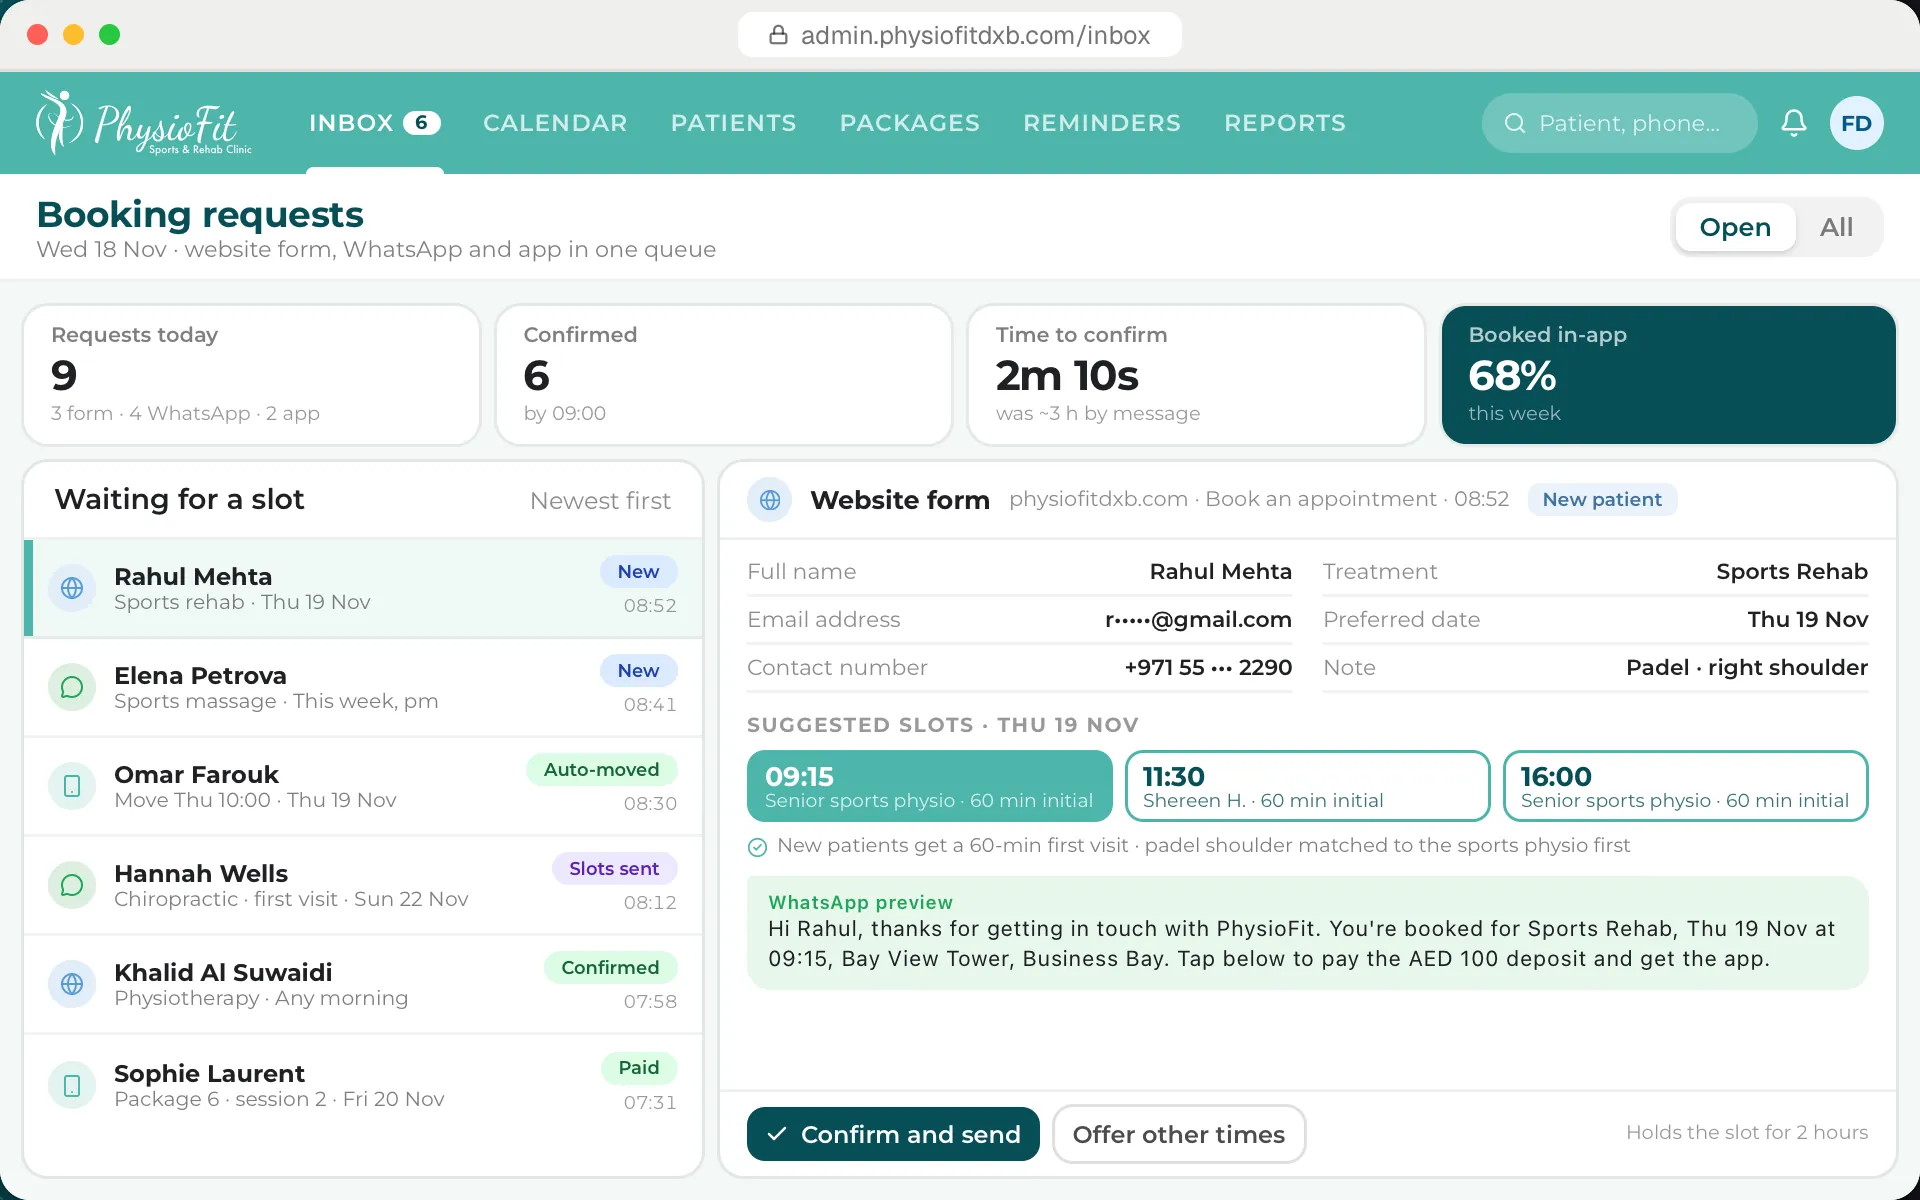 admin.physiofitdxb.com/inbox
PhysioFit
Sports & Rehab Clinic
INBOX 6
CALENDAR
PATIENTS
PACKAGES
REMINDERS
REPORTS
Patient, phone...
FD
Booking requests
Wed 18 Nov · website form, WhatsApp and app in one queue
Open
All
Requests today
9
3 form · 4 WhatsApp · 2 app
Confirmed
6
by 09:00
Time to confirm
2m 10s
was ~3 h by message
Booked in-app
68%
this week
Waiting for a slot
Newest first
Rahul Mehta
New
Sports rehab · Thu 19 Nov
08:52
Elena Petrova
New
Sports massage · This week, pm
08:41
Omar Farouk
Auto-moved
Move Thu 10:00 · Thu 19 Nov
08:30
Hannah Wells
Slots sent
Chiropractic · first visit · Sun 22 Nov
08:12
Khalid Al Suwaidi
Confirmed
Physiotherapy · Any morning
07:58
Sophie Laurent
Paid
Package 6 · session 2 · Fri 20 Nov
07:31
Website form
physiofitdxb.com · Book an appointment · 08:52
New patient
Full name
Rahul Mehta
Treatment
Sports Rehab
Email address
r•••••@gmail.com
Preferred date
Thu 19 Nov
Contact number
+971 55 ••• 2290
Note
Padel · right shoulder
SUGGESTED SLOTS · THU 19 NOV
09:15
Senior sports physio · 60 min initial
11:30
Shereen H. · 60 min initial
16:00
Senior sports physio · 60 min initial
New patients get a 60-min first visit · padel shoulder matched to the sports physio first
WhatsApp preview
Hi Rahul, thanks for getting in touch with PhysioFit. You're booked for Sports Rehab, Thu 19 Nov at
09:15, Bay View Tower, Business Bay. Tap below to pay the AED 100 deposit and get the app.
Confirm and send
Offer other times
Holds the slot for 2 hours